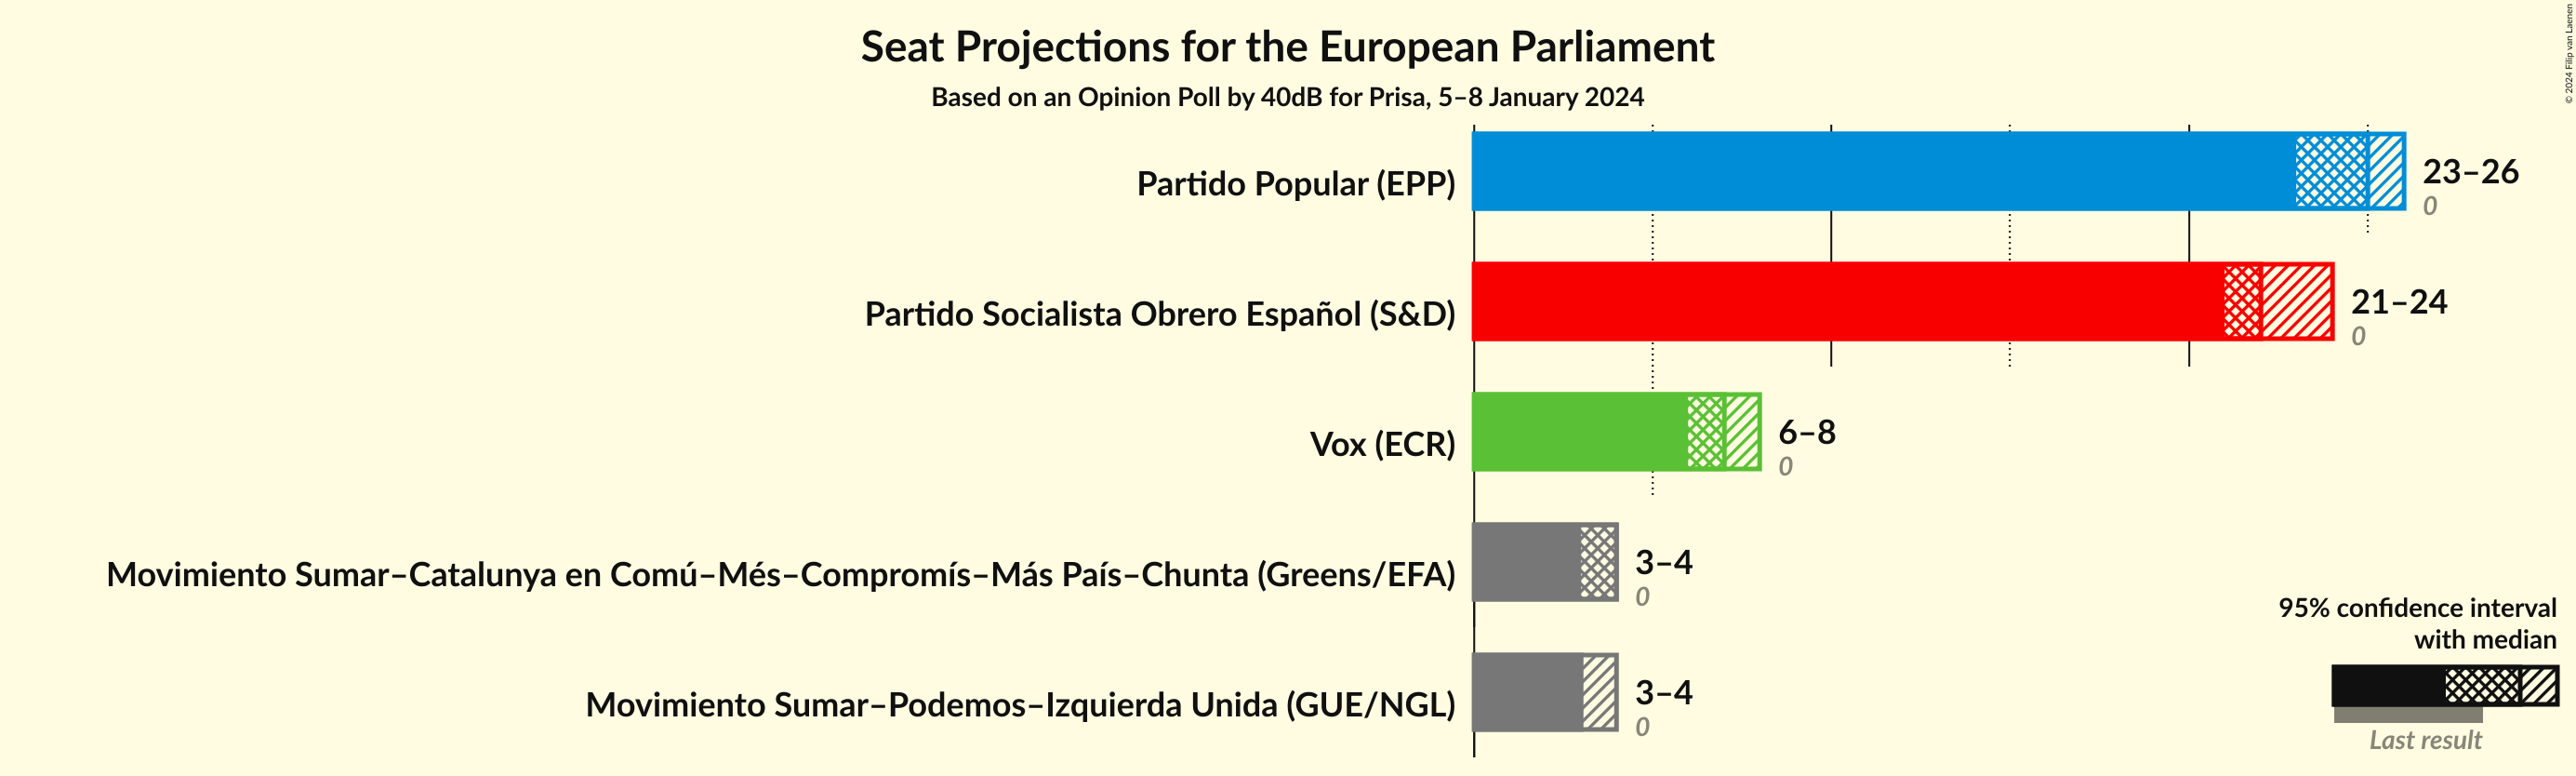 Seat Projections for the European Parliament
Based on an Opinion Poll by 40dB for Prisa, 5–8 January 2024
© 2024 Filip van Laenen
Partido Popular (EPP)
23–26
0
Partido Socialista Obrero Español (S&D)
21–24
0
Vox (ECR)
6–8
0
Movimiento Sumar–Catalunya en Comú–Més–Compromís–Más País–Chunta (Greens/EFA)
3–4
0
Movimiento Sumar–Podemos–Izquierda Unida (GUE/NGL)
3–4
0
95% confidence interval
with median
Last result